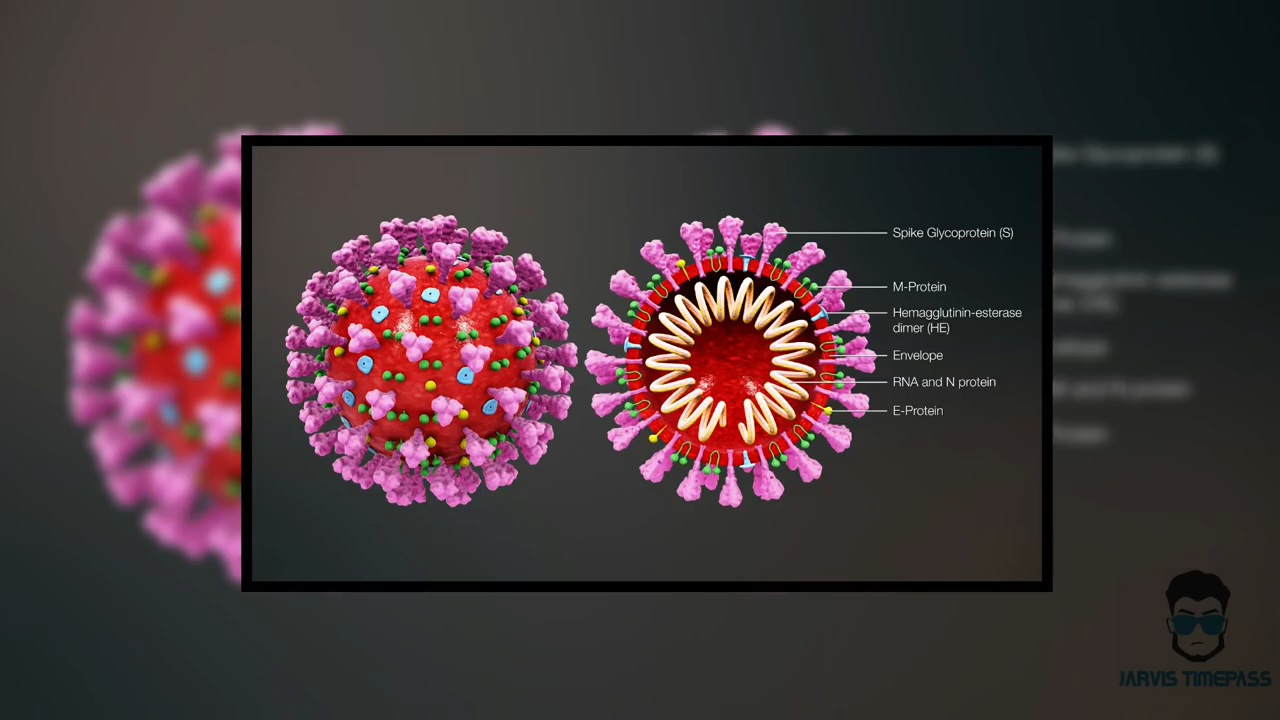 Spike Glycoprotein (S)
M-Protein
Hemagglutinin-esterase
dimer (HE)
Envelope
RNA and N protein
E-Protein
JARVIS TIMEPASS